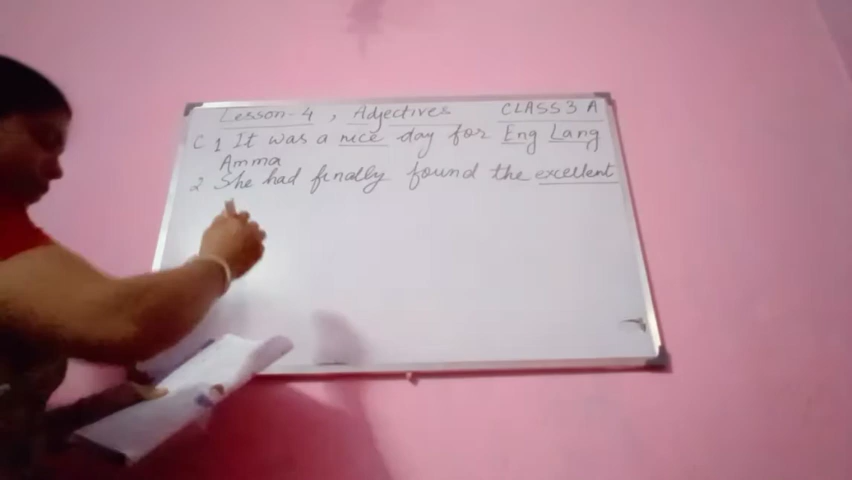 Lesson-4, Adjectives CLASS 3 A
C 1 It was a nice day for Eng Lang
Amma
2 She had finally found the excellent